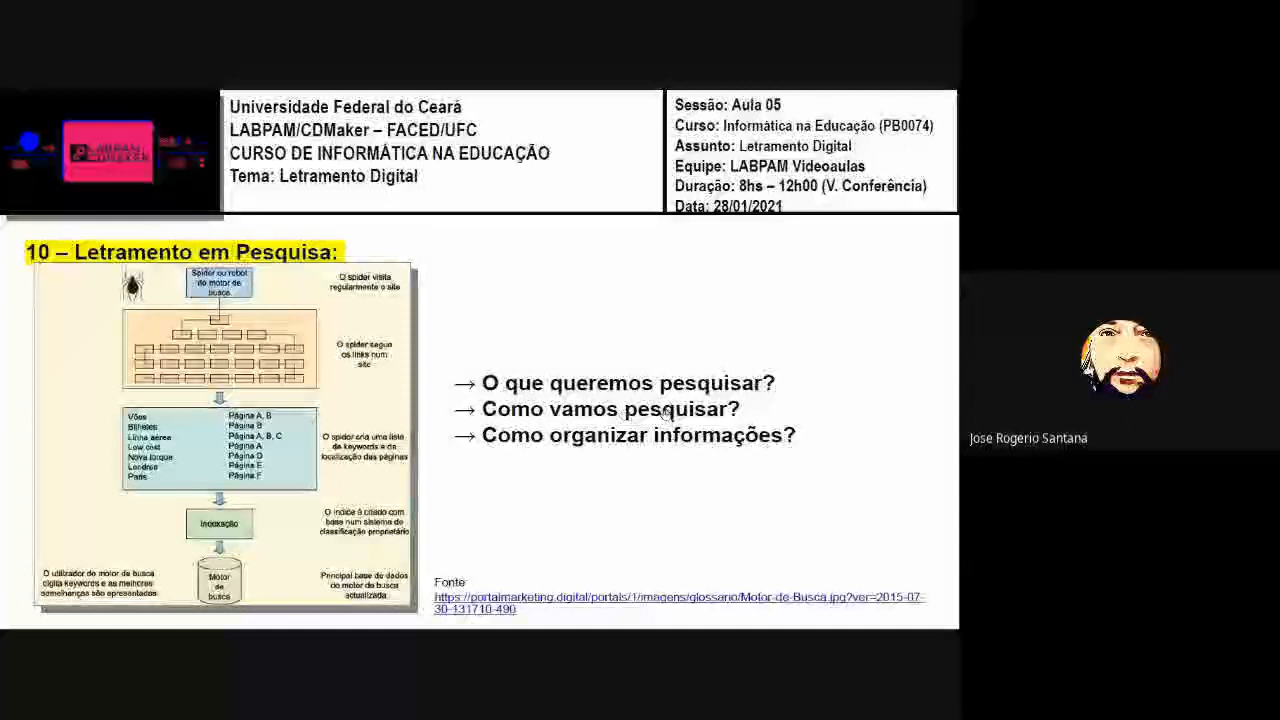 Universidade Federal do Ceará
LABPAM/CDMaker – FACED/UFC
CURSO DE INFORMÁTICA NA EDUCAÇÃO
Tema: Letramento Digital
Sessão: Aula 05
Curso: Informática na Educação (PB0074)
Assunto: Letramento Digital
Equipe: LABPAM Videoaulas
Duração: 8hs – 12h00 (V. Conferência)
Data: 28/01/2021
10 – Letramento em Pesquisa:
Spider ou robot
do motor de
busca
O spider visita
regularmente o site
O spider segue
os links num
site
Vôos Página A, B
Bilhetes Página B
Linha aérea Página A, B, C
Low cost Página A
Nova Iorque Página D
Londres Página E
Paris Página F
O spider cria uma lista
de keywords e da
localização das páginas
Indexação
O índice é criado com
base num sistema de
classificação proprietário
O utilizador do motor de busca
digita keywords e as melhores
semelhanças são apresentadas
Motor
de
busca
Principal base de dados
do motor de busca
actualizada
→ O que queremos pesquisar?
→ Como vamos pesquisar?
→ Como organizar informações?
Fonte
https://portalmarketing.digital/portals/1/imagens/glossario/Motor-de-Busca.jpg?ver=2015-07-
30-131710-490
Jose Rogerio Santana